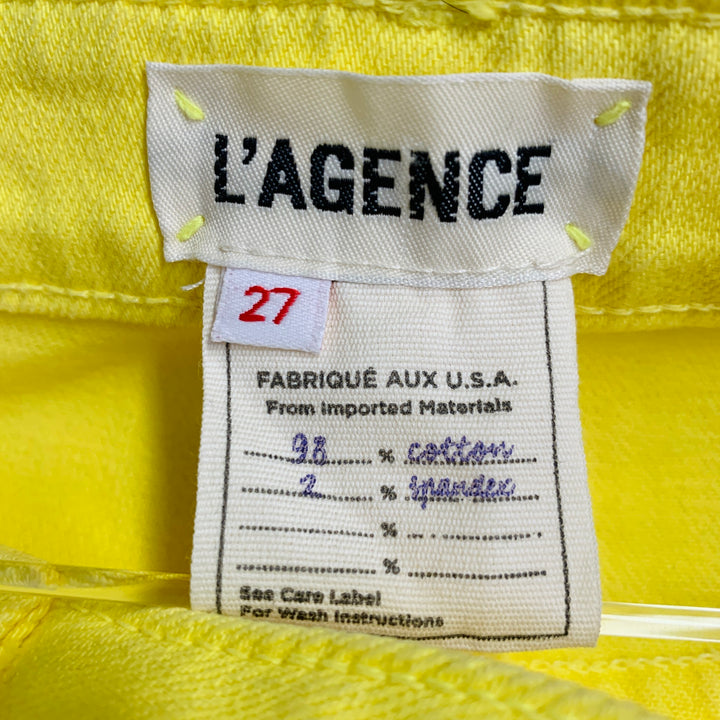 L'AGENCE
27
FABRIQUÉ AUX U.S.A.
From Imported Materials
98 % cotton
2 % spandex
%
%
See Care Label
For Wash Instructions